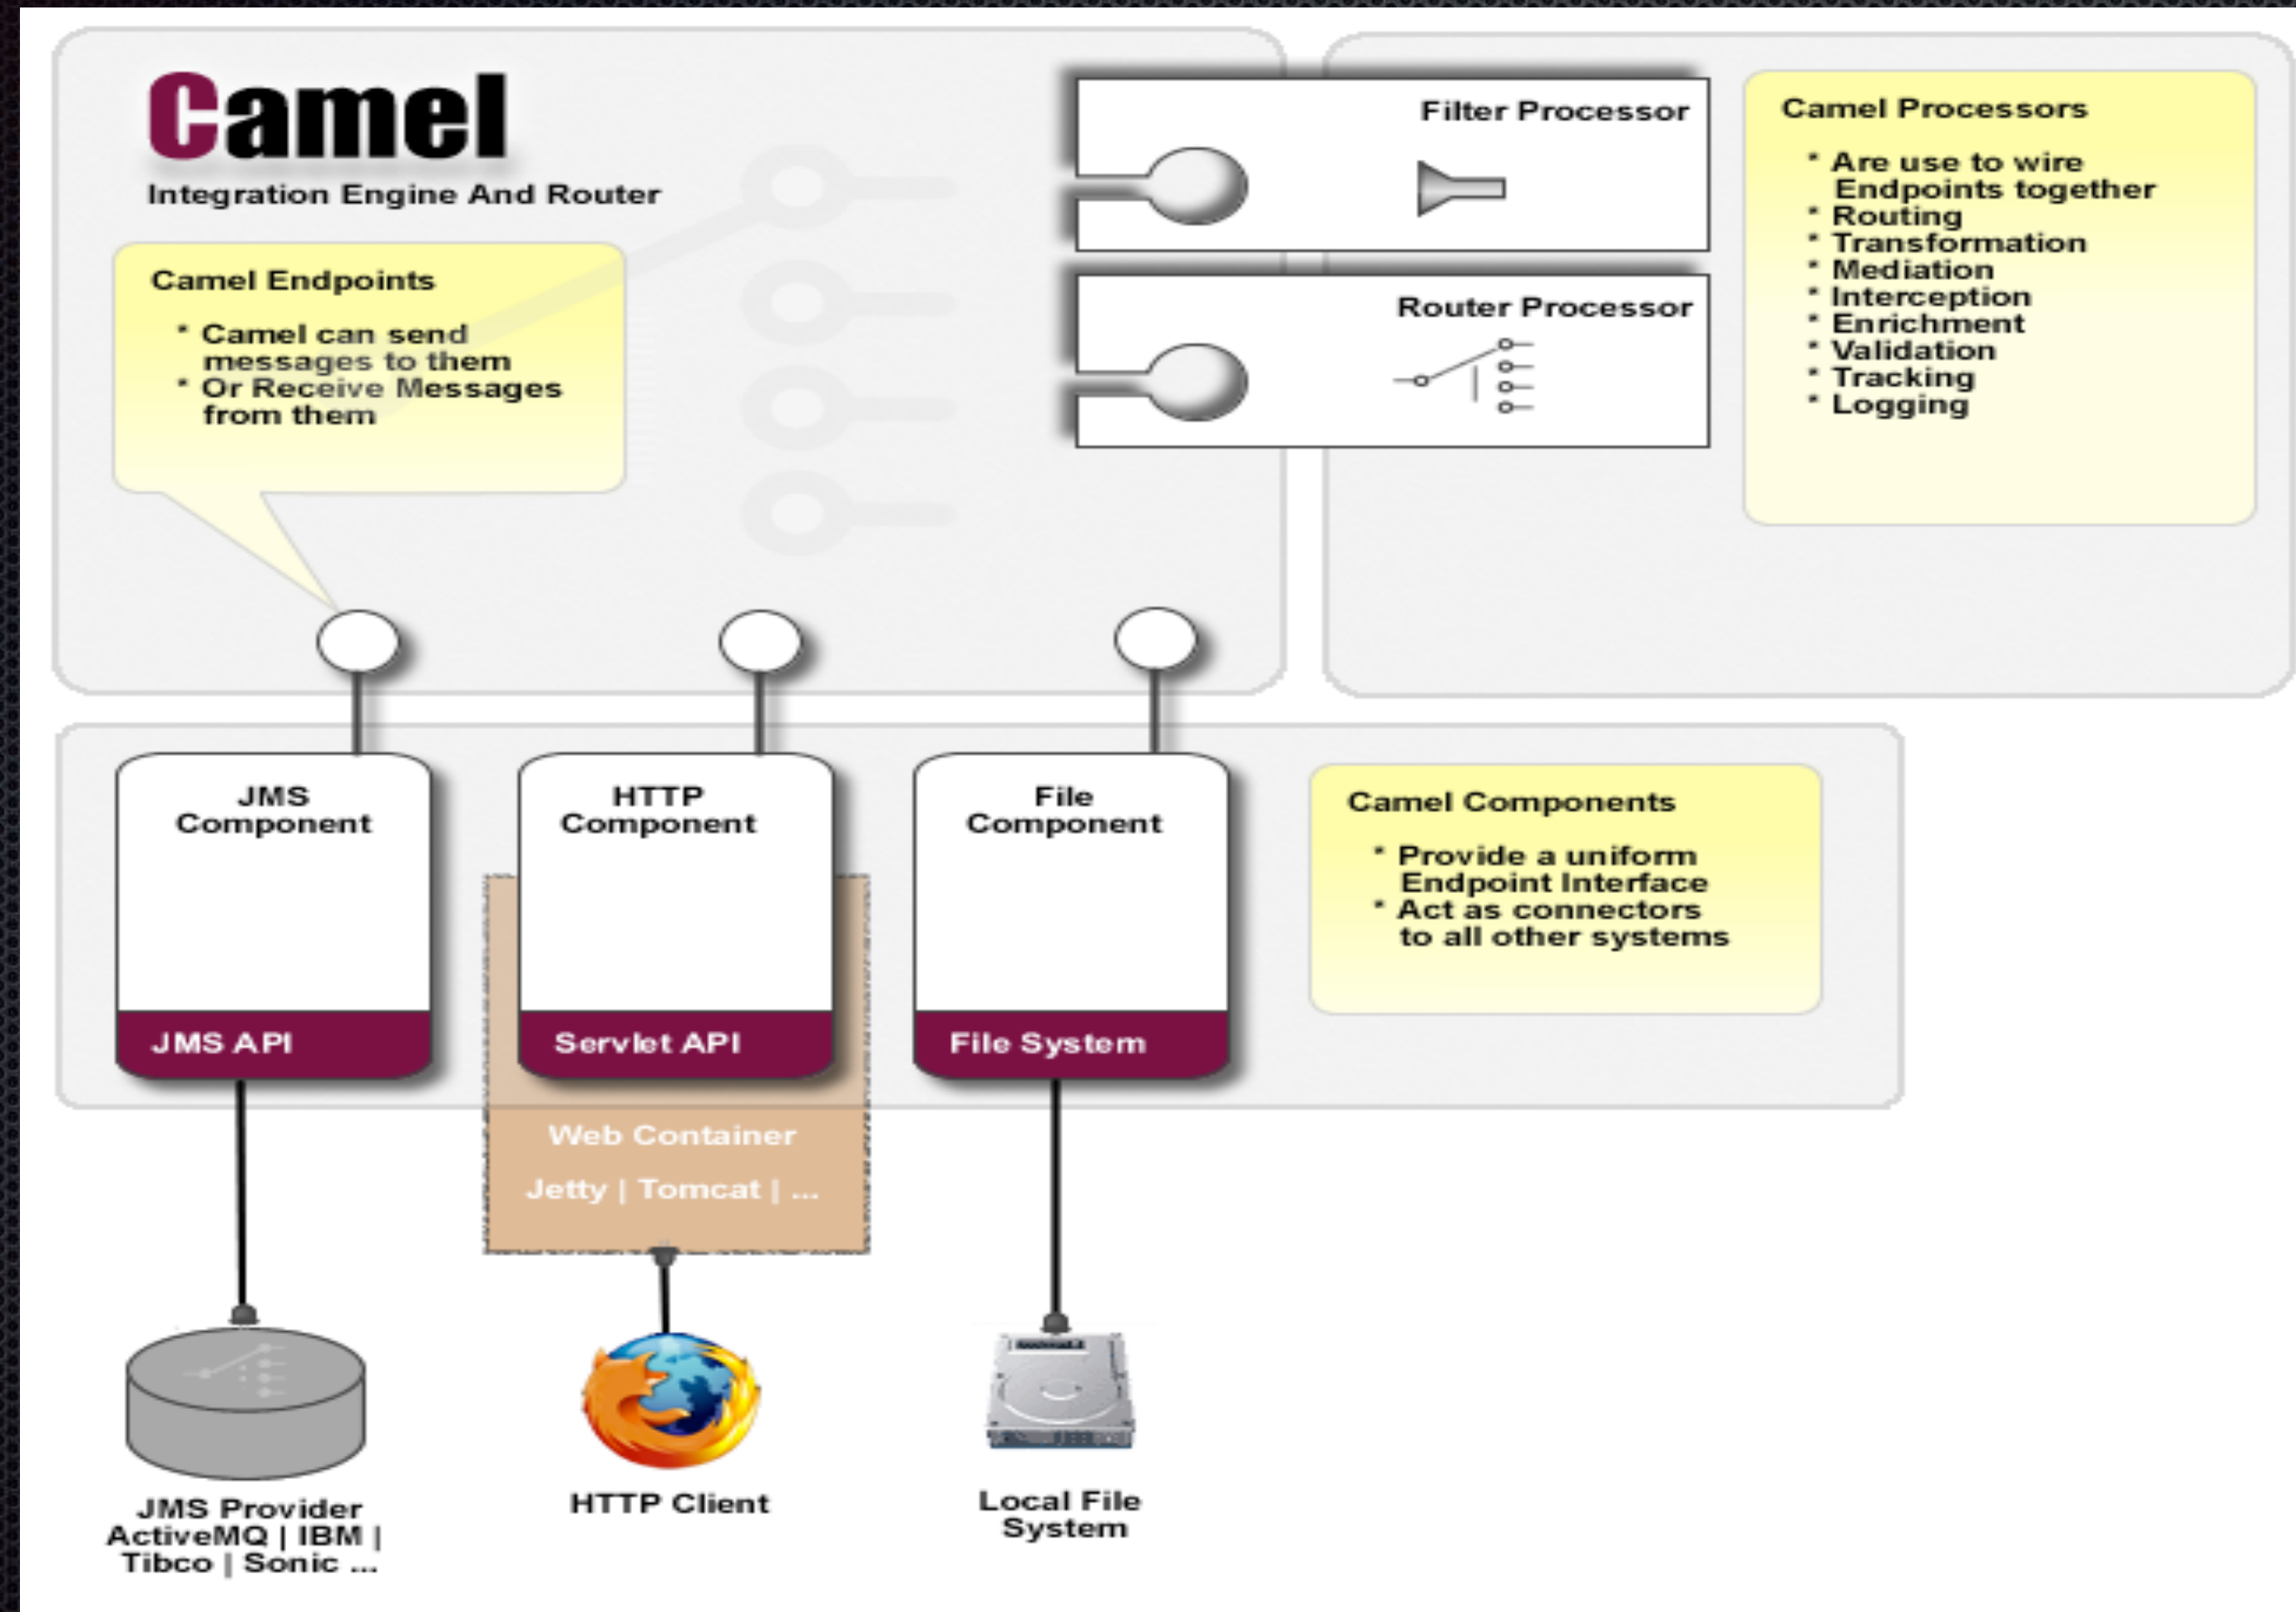 Camel
Integration Engine And Router
Camel Endpoints
* Camel can send
messages to them
* Or Receive Messages
from them
Filter Processor
Router Processor
Camel Processors
* Are use to wire
Endpoints together
* Routing
* Transformation
* Mediation
* Interception
* Enrichment
* Validation
* Tracking
* Logging
JMS
Component
JMS API
HTTP
Component
Servlet API
File
Component
File System
Camel Components
* Provide a uniform
Endpoint Interface
* Act as connectors
to all other systems
Web Container
Jetty | Tomcat | ...
JMS Provider
ActiveMQ | IBM |
Tibco | Sonic ...
HTTP Client
Local File
System